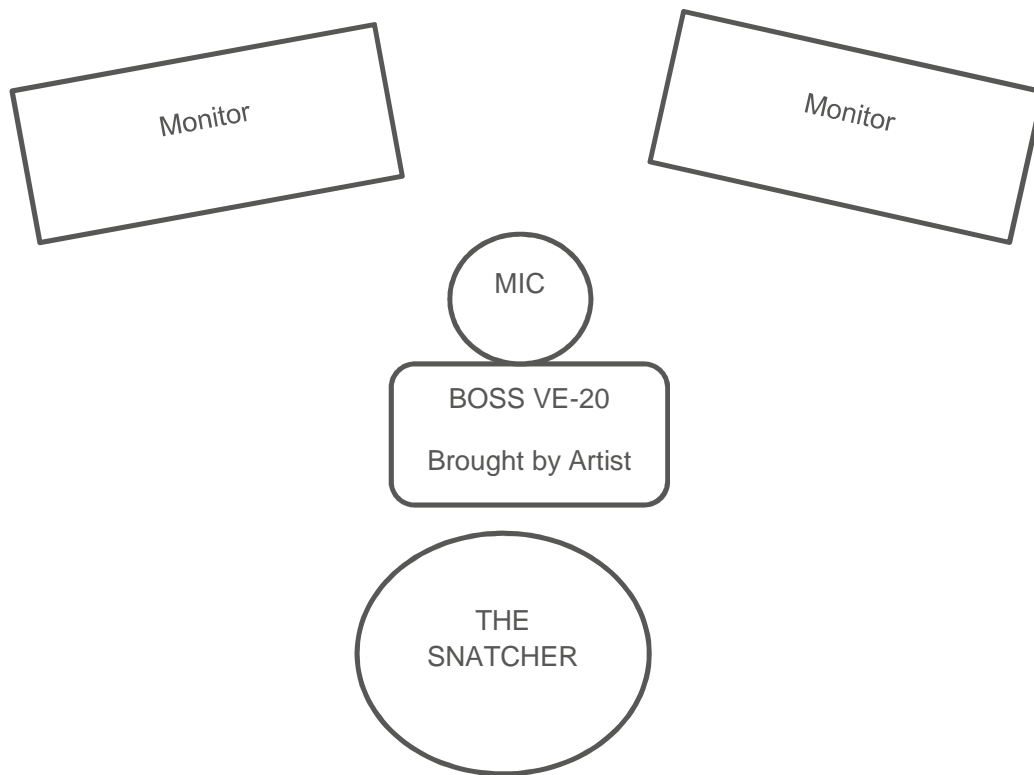 Monitor
Monitor
MIC
BOSS VE-20
Brought by Artist
THE
SNATCHER